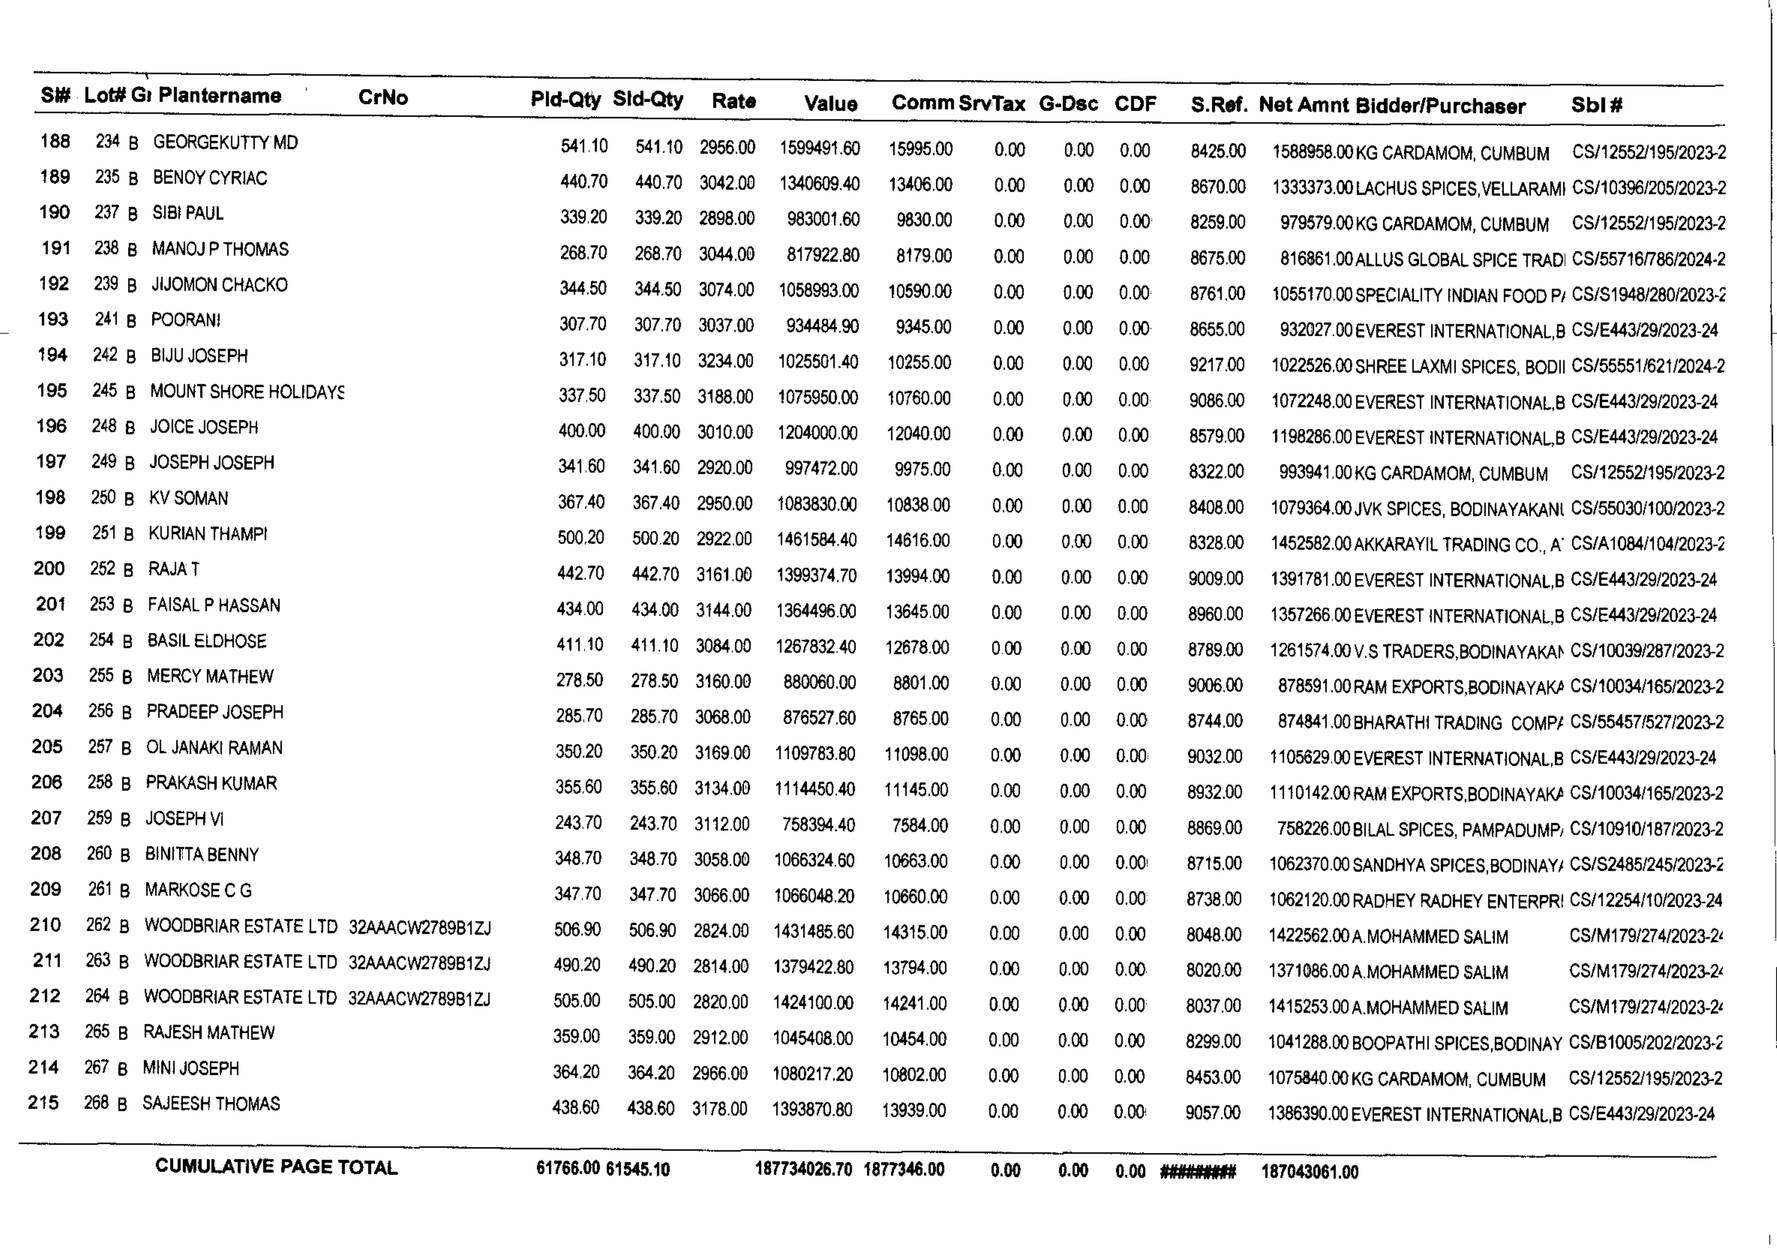 Sl# Lot# Gr Plantername CrNo Pld-Qty Sld-Qty Rate Value Comm SrvTax G-Dsc CDF S.Ref. Net Amnt Bidder/Purchaser Sbl #
188 234 B GEORGEKUTTY MD 541.10 541.10 2956.00 1599491.60 15995.00 0.00 0.00 0.00 8425.00 1588958.00 KG CARDAMOM, CUMBUM CS/12552/195/2023-2
189 235 B BENOY CYRIAC 440.70 440.70 3042.00 1340609.40 13406.00 0.00 0.00 0.00 8670.00 1333373.00 LACHUS SPICES,VELLARAMI CS/10396/205/2023-2
190 237 B SIBI PAUL 339.20 339.20 2898.00 983001.60 9830.00 0.00 0.00 0.00 8259.00 979579.00 KG CARDAMOM, CUMBUM CS/12552/195/2023-2
191 238 B MANOJ P THOMAS 268.70 268.70 3044.00 817922.80 8179.00 0.00 0.00 0.00 8675.00 816861.00 ALLUS GLOBAL SPICE TRAD CS/55716/786/2024-2
192 239 B JIJOMON CHACKO 344.50 344.50 3074.00 1058993.00 10590.00 0.00 0.00 0.00 8761.00 1055170.00 SPECIALITY INDIAN FOOD PA CS/S1948/280/2023-2
193 241 B POORANI 307.70 307.70 3037.00 934484.90 9345.00 0.00 0.00 0.00 8655.00 932027.00 EVEREST INTERNATIONAL,B CS/E443/29/2023-24
194 242 B BIJU JOSEPH 317.10 317.10 3234.00 1025501.40 10255.00 0.00 0.00 0.00 9217.00 1022526.00 SHREE LAXMI SPICES, BODII CS/55551/621/2024-2
195 245 B MOUNT SHORE HOLIDAYS 337.50 337.50 3188.00 1075950.00 10760.00 0.00 0.00 0.00 9086.00 1072248.00 EVEREST INTERNATIONAL,B CS/E443/29/2023-24
196 248 B JOICE JOSEPH 400.00 400.00 3010.00 1204000.00 12040.00 0.00 0.00 0.00 8579.00 1198286.00 EVEREST INTERNATIONAL,B CS/E443/29/2023-24
197 249 B JOSEPH JOSEPH 341.60 341.60 2920.00 997472.00 9975.00 0.00 0.00 0.00 8322.00 993941.00 KG CARDAMOM, CUMBUM CS/12552/195/2023-2
198 250 B KV SOMAN 367.40 367.40 2950.00 1083830.00 10838.00 0.00 0.00 0.00 8408.00 1079364.00 JVK SPICES, BODINAYAKANU CS/55030/100/2023-2
199 251 B KURIAN THAMPI 500.20 500.20 2922.00 1461584.40 14616.00 0.00 0.00 0.00 8328.00 1452582.00 AKKARAYIL TRADING CO., A CS/A1084/104/2023-2
200 252 B RAJA T 442.70 442.70 3161.00 1399374.70 13994.00 0.00 0.00 0.00 9009.00 1391781.00 EVEREST INTERNATIONAL,B CS/E443/29/2023-24
201 253 B FAISAL P HASSAN 434.00 434.00 3144.00 1364496.00 13645.00 0.00 0.00 0.00 8960.00 1357266.00 EVEREST INTERNATIONAL,B CS/E443/29/2023-24
202 254 B BASIL ELDHOSE 411.10 411.10 3084.00 1267832.40 12678.00 0.00 0.00 0.00 8789.00 1261574.00 V.S TRADERS,BODINAYAKAN CS/10039/287/2023-2
203 255 B MERCY MATHEW 278.50 278.50 3160.00 880060.00 8801.00 0.00 0.00 0.00 9006.00 878591.00 RAM EXPORTS,BODINAYAKA CS/10034/165/2023-2
204 256 B PRADEEP JOSEPH 285.70 285.70 3068.00 876527.60 8765.00 0.00 0.00 0.00 8744.00 874841.00 BHARATHI TRADING COMPA CS/55457/527/2023-2
205 257 B OL JANAKI RAMAN 350.20 350.20 3169.00 1109783.80 11098.00 0.00 0.00 0.00 9032.00 1105629.00 EVEREST INTERNATIONAL,B CS/E443/29/2023-24
206 258 B PRAKASH KUMAR 355.60 355.60 3134.00 1114450.40 11145.00 0.00 0.00 0.00 8932.00 1110142.00 RAM EXPORTS,BODINAYAKA CS/10034/165/2023-2
207 259 B JOSEPH VI 243.70 243.70 3112.00 758394.40 7584.00 0.00 0.00 0.00 8869.00 758226.00 BILAL SPICES, PAMPADUMP CS/10910/187/2023-2
208 260 B BINITTA BENNY 348.70 348.70 3058.00 1066324.60 10663.00 0.00 0.00 0.00 8715.00 1062370.00 SANDHYA SPICES,BODINAYA CS/S2485/245/2023-2
209 261 B MARKOSE C G 347.70 347.70 3066.00 1066048.20 10660.00 0.00 0.00 0.00 8738.00 1062120.00 RADHEY RADHEY ENTERPRI CS/12254/10/2023-24
210 262 B WOODBRIAR ESTATE LTD 32AAACW2789B1ZJ 506.90 506.90 2824.00 1431485.60 14315.00 0.00 0.00 0.00 8048.00 1422562.00 A.MOHAMMED SALIM CS/M179/274/2023-24
211 263 B WOODBRIAR ESTATE LTD 32AAACW2789B1ZJ 490.20 490.20 2814.00 1379422.80 13794.00 0.00 0.00 0.00 8020.00 1371086.00 A.MOHAMMED SALIM CS/M179/274/2023-24
212 264 B WOODBRIAR ESTATE LTD 32AAACW2789B1ZJ 505.00 505.00 2820.00 1424100.00 14241.00 0.00 0.00 0.00 8037.00 1415253.00 A.MOHAMMED SALIM CS/M179/274/2023-24
213 265 B RAJESH MATHEW 359.00 359.00 2912.00 1045408.00 10454.00 0.00 0.00 0.00 8299.00 1041288.00 BOOPATHI SPICES,BODINAY CS/B1005/202/2023-2
214 267 B MINI JOSEPH 364.20 364.20 2966.00 1080217.20 10802.00 0.00 0.00 0.00 8453.00 1075840.00 KG CARDAMOM, CUMBUM CS/12552/195/2023-2
215 268 B SAJEESH THOMAS 438.60 438.60 3178.00 1393870.80 13939.00 0.00 0.00 0.00 9057.00 1386390.00 EVEREST INTERNATIONAL,B CS/E443/29/2023-24
CUMULATIVE PAGE TOTAL 61766.00 61545.10 187734026.70 1877346.00 0.00 0.00 0.00 ######### 187043061.00